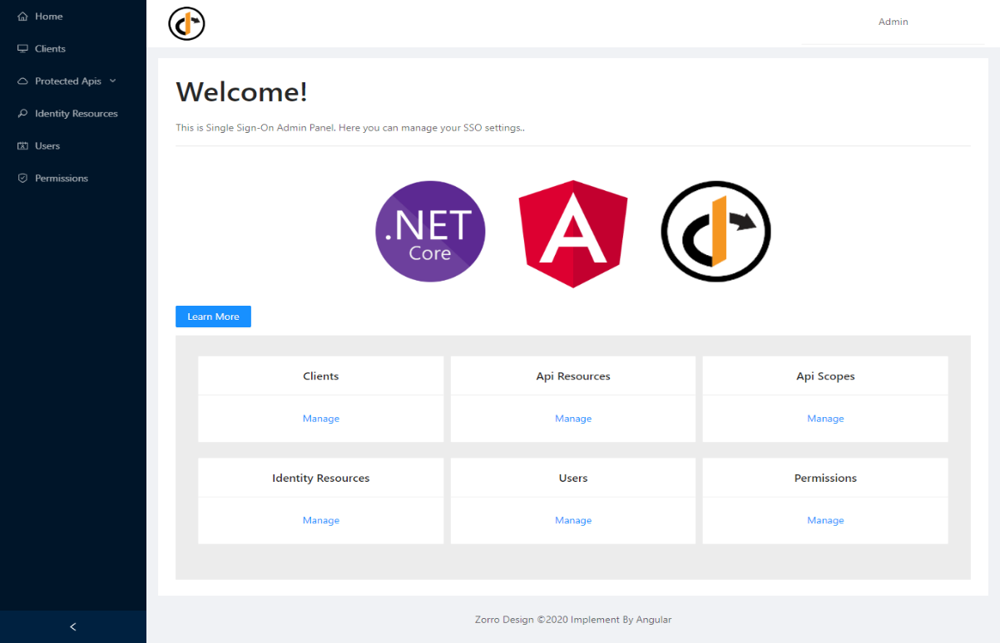 Home
Clients
Protected Apis
Identity Resources
Users
Permissions
Admin
Welcome!
This is Single Sign-On Admin Panel. Here you can manage your SSO settings..
.NET
Core
A
Learn More
Clients
Api Resources
Api Scopes
Manage
Manage
Manage
Identity Resources
Users
Permissions
Manage
Manage
Manage
Zorro Design ©2020 Implement By Angular